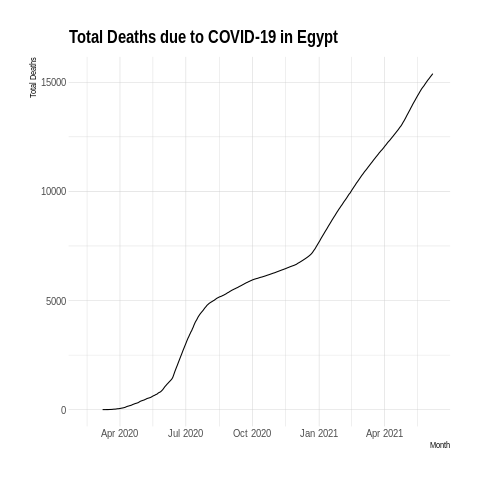 Total Deaths due to COVID-19 in Egypt
Total Deaths
15000
10000
5000
0
Apr 2020 Jul 2020 Oct 2020 Jan 2021 Apr 2021
Month